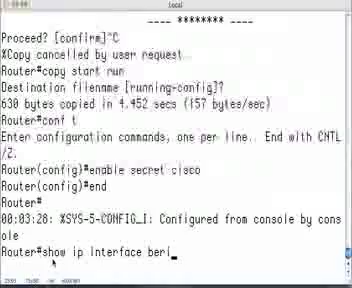 Local
---- ******** ----
Proceed? [confirm]^C
%Copy cancelled by user request
Router#copy start run
Destination filename [running-config]?
630 bytes copied in 4.452 secs (157 bytes/sec)
Router#conf t
Enter configuration commands, one per line.  End with CNTL
/Z.
Router(config)#enable secret cisco
Router(config)#end
Router#
00:03:28: %SYS-5-CONFIG_I: Configured from console by cons
ole
Router#show ip interface beri